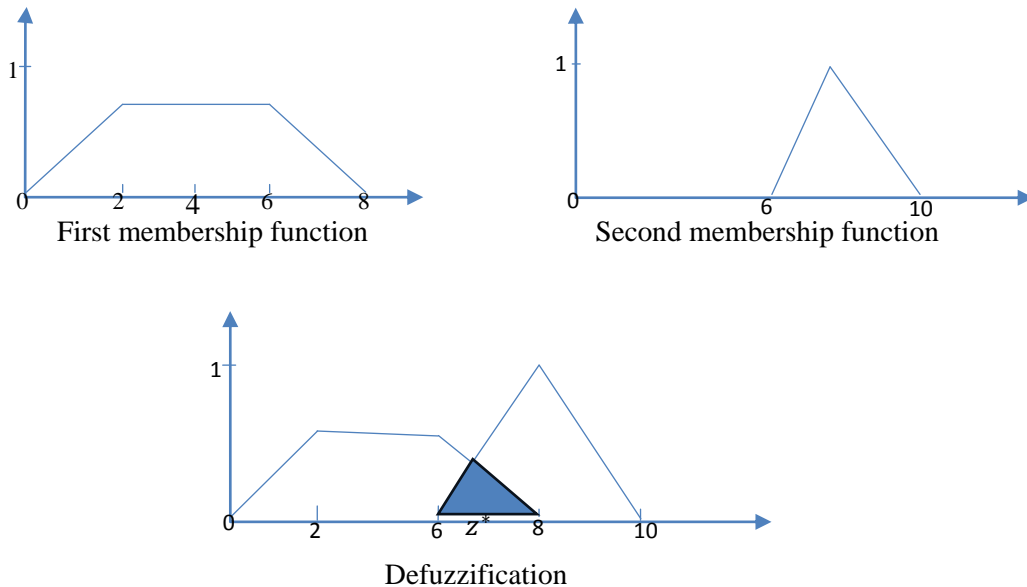 1
0 2 4 6 8
First membership function
1
0 6 10
Second membership function
1
0 2 6 z* 8 10
Defuzzification